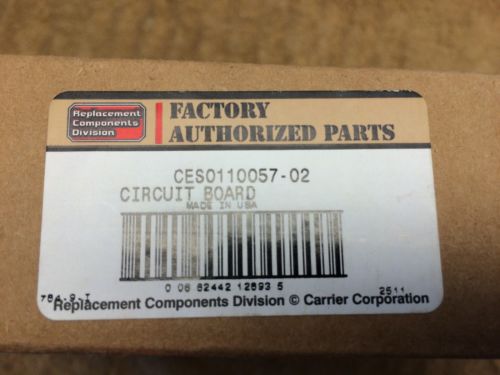 Replacement
Components
Division
FACTORY
AUTHORIZED PARTS
CES0110057-02
CIRCUIT BOARD
MADE IN USA
0 06 62442 12893 5
2511
Replacement Components Division © Carrier Corporation